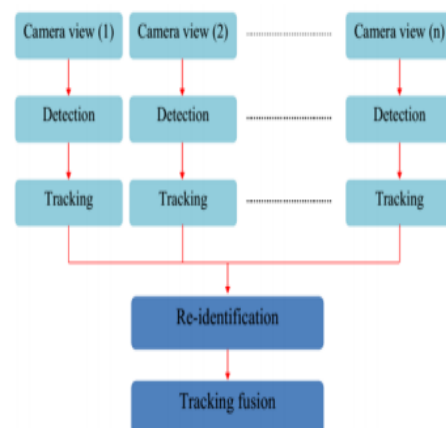 Camera view (1) Camera view (2) Camera view (n)
Detection Detection Detection
Tracking Tracking Tracking
Re-identification
Tracking fusion